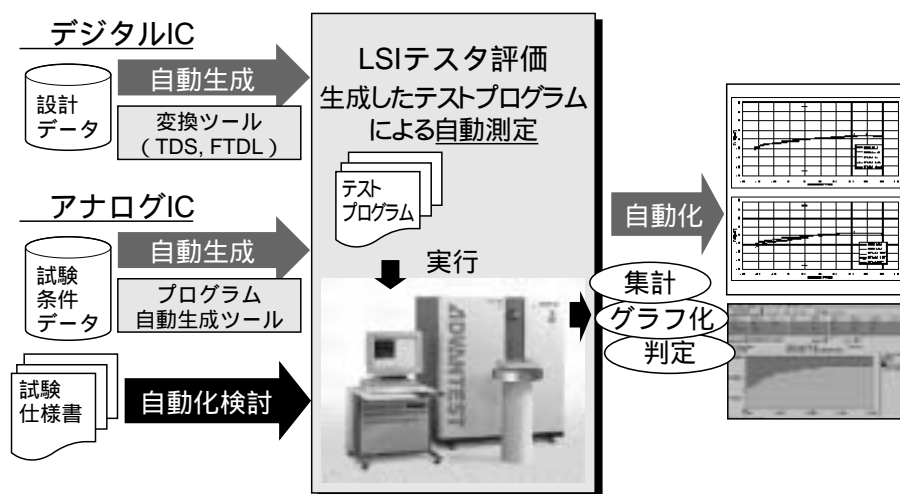 デジタルIC
設計
データ
自動生成
変換ツール
（TDS, FTDL）
アナログIC
試験
条件
データ
自動生成
プログラム
自動生成ツール
試験
仕様書
自動化検討
LSIテスタ評価
生成したテストプログラム
による自動測定
テスト
プログラム
実行
ADVANTEST
自動化
集計
グラフ化
判定